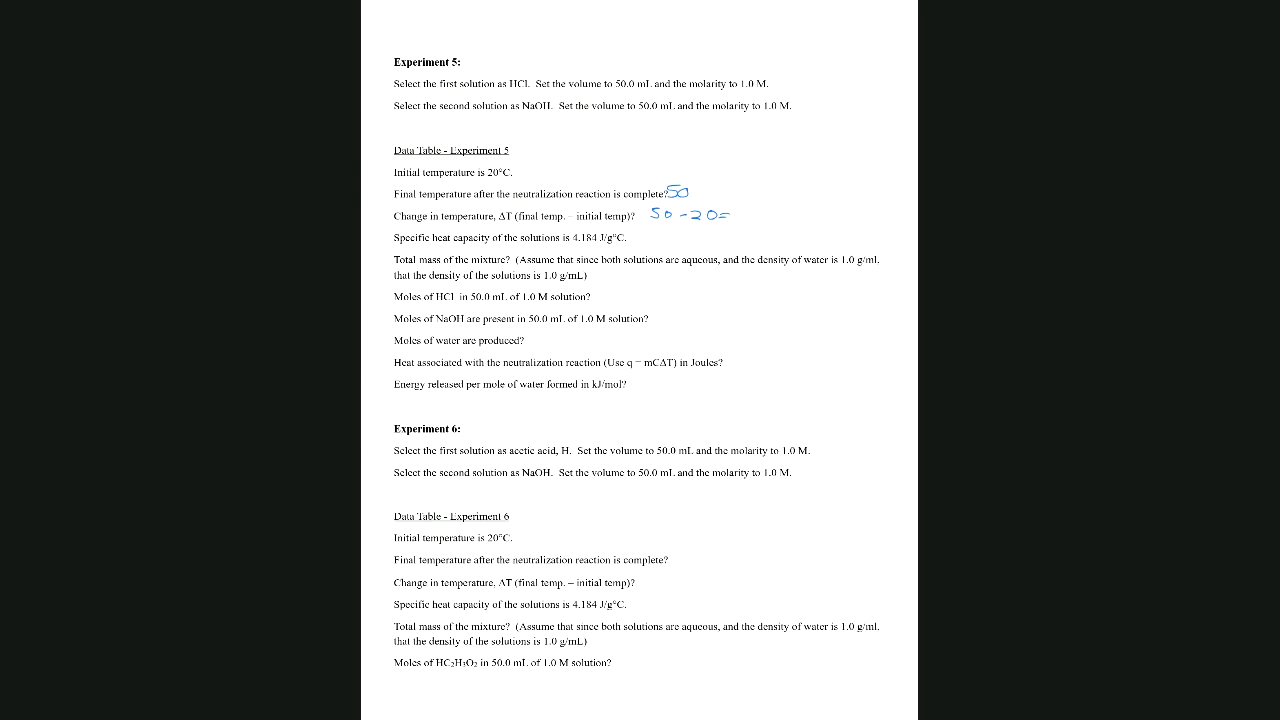 Experiment 5:
Select the first solution as HCl. Set the volume to 50.0 mL and the molarity to 1.0 M.
Select the second solution as NaOH. Set the volume to 50.0 mL and the molarity to 1.0 M.
Data Table - Experiment 5
Initial temperature is 20°C.
Final temperature after the neutralization reaction is complete? 50
Change in temperature, ΔT (final temp. – initial temp)? 50 - 20 =
Specific heat capacity of the solutions is 4.184 J/g°C.
Total mass of the mixture? (Assume that since both solutions are aqueous, and the density of water is 1.0 g/mL,
that the density of the solutions is 1.0 g/mL)
Moles of HCl in 50.0 mL of 1.0 M solution?
Moles of NaOH are present in 50.0 mL of 1.0 M solution?
Moles of water are produced?
Heat associated with the neutralization reaction (Use q = mCΔT) in Joules?
Energy released per mole of water formed in kJ/mol?
Experiment 6:
Select the first solution as acetic acid, H. Set the volume to 50.0 mL and the molarity to 1.0 M.
Select the second solution as NaOH. Set the volume to 50.0 mL and the molarity to 1.0 M.
Data Table - Experiment 6
Initial temperature is 20°C.
Final temperature after the neutralization reaction is complete?
Change in temperature, ΔT (final temp. – initial temp)?
Specific heat capacity of the solutions is 4.184 J/g°C.
Total mass of the mixture? (Assume that since both solutions are aqueous, and the density of water is 1.0 g/mL,
that the density of the solutions is 1.0 g/mL)
Moles of HC₂H₃O₂ in 50.0 mL of 1.0 M solution?